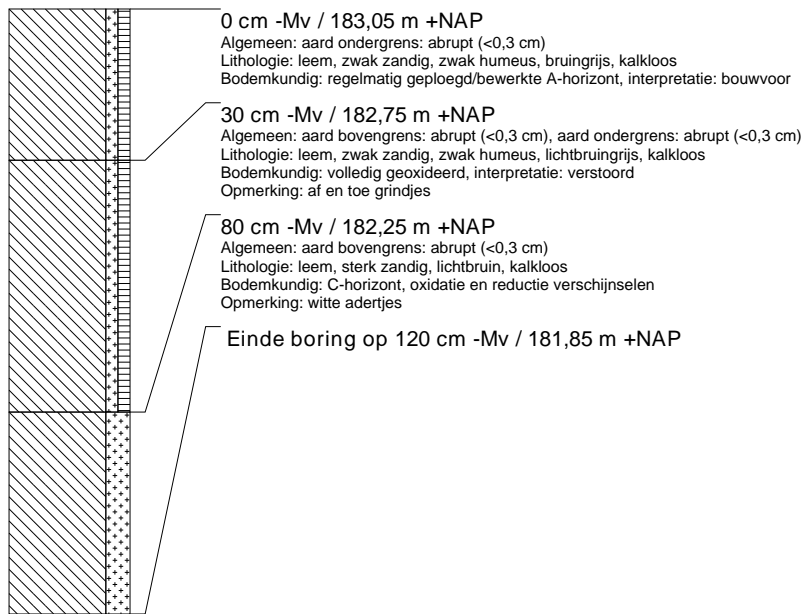 0 cm -Mv / 183,05 m +NAP
Algemeen: aard ondergrens: abrupt (<0,3 cm)
Lithologie: leem, zwak zandig, zwak humeus, bruingrijs, kalkloos
Bodemkundig: regelmatig geploegd/bewerkte A-horizont, interpretatie: bouwvoor
30 cm -Mv / 182,75 m +NAP
Algemeen: aard bovengrens: abrupt (<0,3 cm), aard ondergrens: abrupt (<0,3 cm)
Lithologie: leem, zwak zandig, zwak humeus, lichtbruingrijs, kalkloos
Bodemkundig: volledig geoxideerd, interpretatie: verstoord
Opmerking: af en toe grindjes
80 cm -Mv / 182,25 m +NAP
Algemeen: aard bovengrens: abrupt (<0,3 cm)
Lithologie: leem, sterk zandig, lichtbruin, kalkloos
Bodemkundig: C-horizont, oxidatie en reductie verschijnselen
Opmerking: witte adertjes
Einde boring op 120 cm -Mv / 181,85 m +NAP